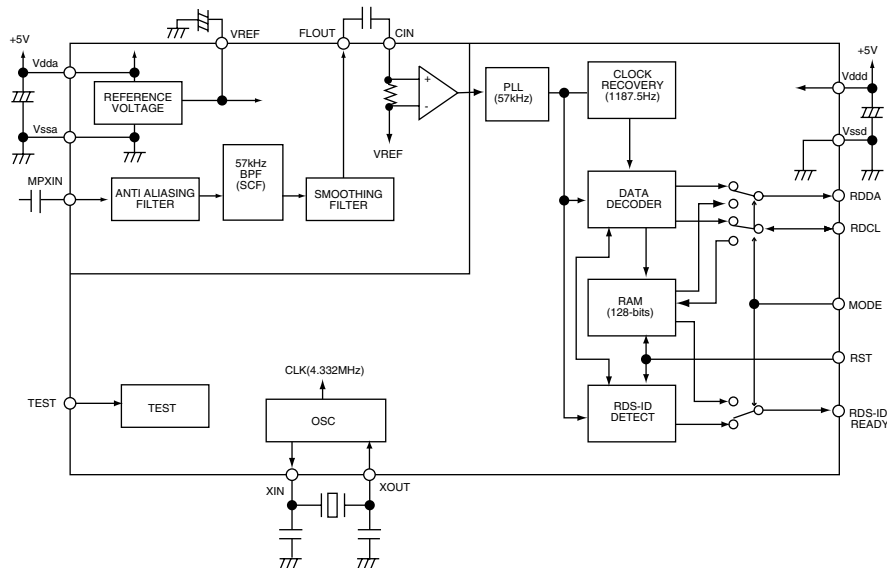 +5V
VREF
FLOUT
CIN
+5V
Vdda
REFERENCE
VOLTAGE
Vssa
+
-
VREF
PLL
(57kHz)
CLOCK
RECOVERY
(1187.5Hz)
Vddd
Vssd
MPXIN
ANTI ALIASING
FILTER
57kHz
BPF
(SCF)
SMOOTHING
FILTER
DATA
DECODER
RDDA
RDCL
RAM
(128-bits)
MODE
RST
CLK(4.332MHz)
TEST
TEST
OSC
RDS-ID
DETECT
RDS-ID
READY
XIN
XOUT